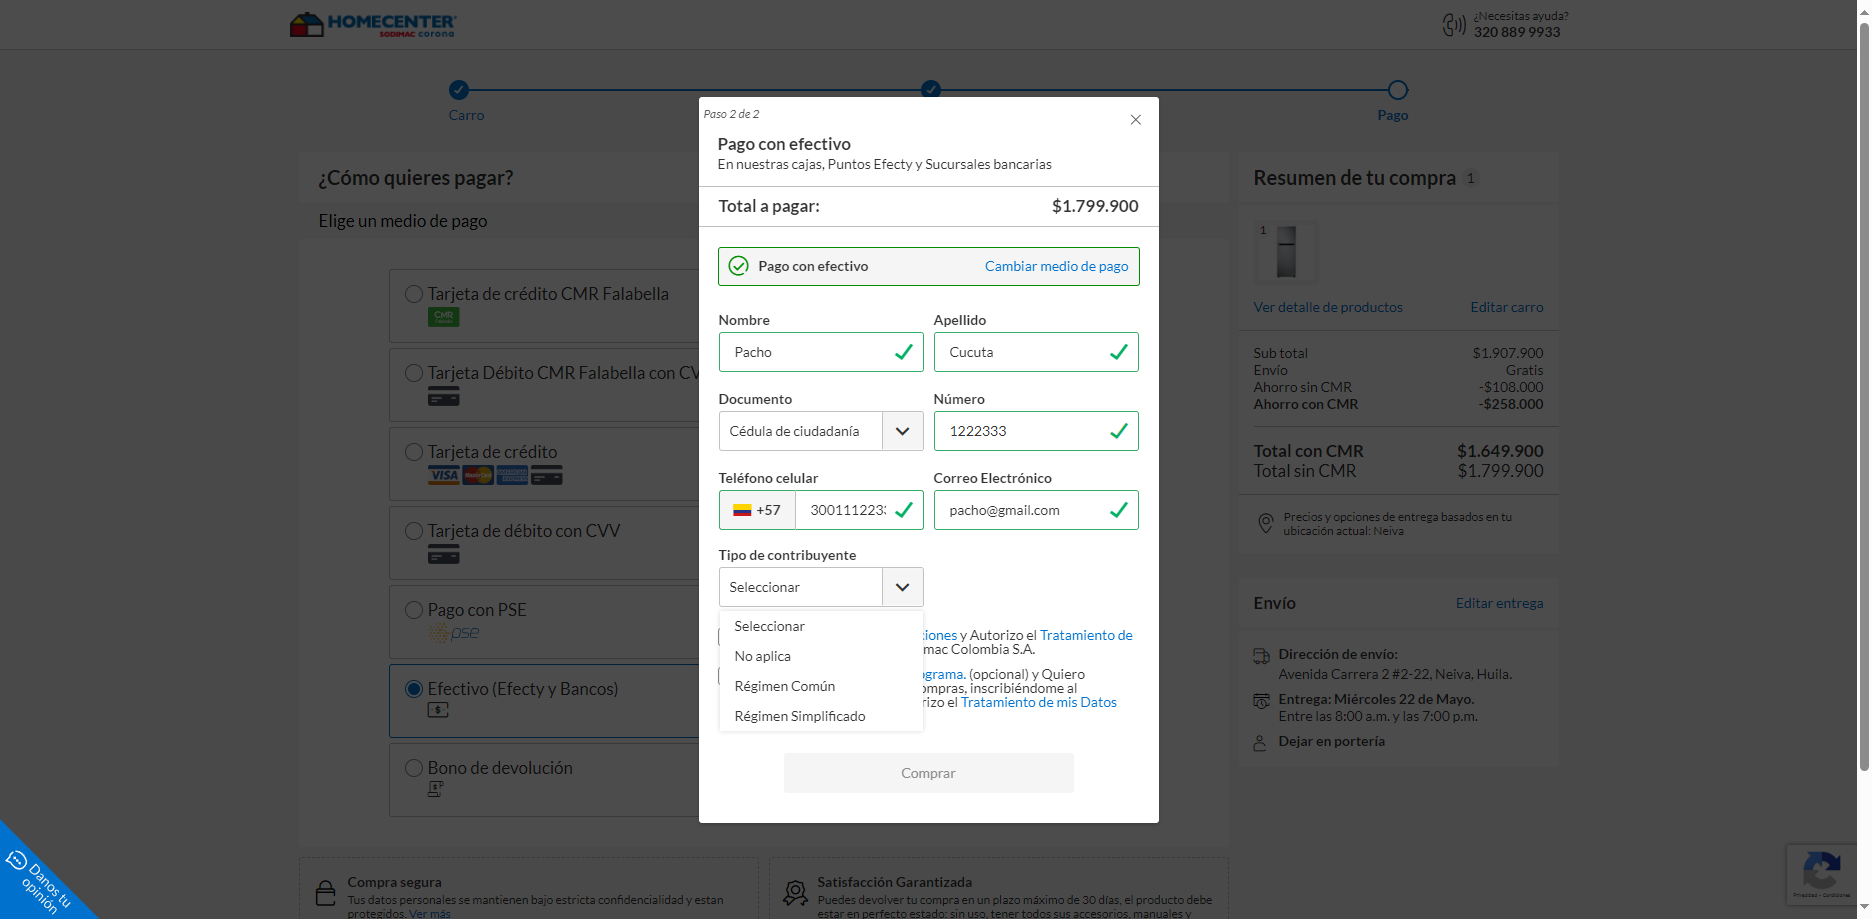 HOMECENTER
SODIMAC corona
¿Necesitas ayuda?
320 889 9933
Carro
Pago
¿Cómo quieres pagar?
Elige un medio de pago
Tarjeta de crédito CMR Falabella
CMR
Tarjeta Débito CMR Falabella con CV
Tarjeta de crédito
VISA
Tarjeta de débito con CVV
Pago con PSE
pse
Efectivo (Efecty y Bancos)
Bono de devolución
Paso 2 de 2
Pago con efectivo
En nuestras cajas, Puntos Efecty y Sucursales bancarias
Total a pagar: $1.799.900
Pago con efectivo Cambiar medio de pago
Nombre Apellido
Pacho Cucuta
Documento Número
Cédula de ciudadanía 1222333
Teléfono celular Correo Electrónico
+57 300111223 pacho@gmail.com
Tipo de contribuyente
Seleccionar
Seleccionar
No aplica
Régimen Común
Régimen Simplificado
iones y Autorizo el Tratamiento de
mac Colombia S.A.
grama. (opcional) y Quiero
ompras, inscribiéndome al
rizo el Tratamiento de mis Datos
Comprar
Resumen de tu compra 1
1
Ver detalle de productos Editar carro
Sub total $1.907.900
Envío Gratis
Ahorro sin CMR -$108.000
Ahorro con CMR -$258.000
Total con CMR $1.649.900
Total sin CMR $1.799.900
Precios y opciones de entrega basados en tu
ubicación actual: Neiva
Envío Editar entrega
Dirección de envío:
Avenida Carrera 2 #2-22, Neiva, Huila.
Entrega: Miércoles 22 de Mayo.
Entre las 8:00 a.m. y las 7:00 p.m.
Dejar en portería
Compra segura
Tus datos personales se mantienen bajo estricta confidencialidad y estan
protegidos. Ver más
Satisfacción Garantizada
Puedes devolver tu compra en un plazo máximo de 30 días, el producto debe
estar en perfecto estado: sin uso, tener todos sus accesorios, manuales y
Danos tu
opinión
Privacidad - Condiciones